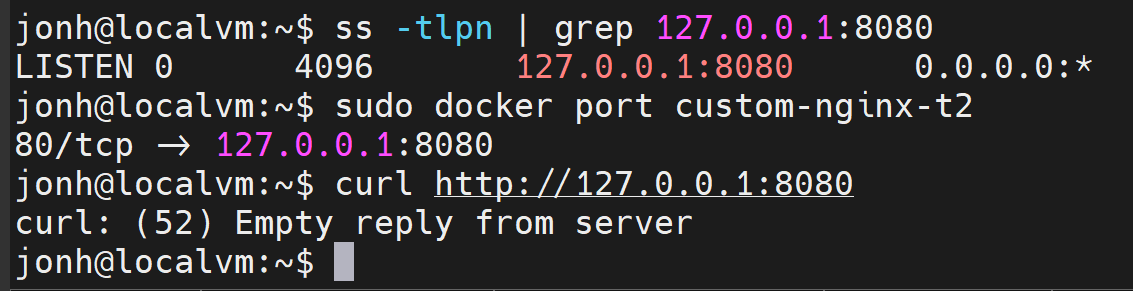 jonh@localvm:~$ ss -tlpn | grep 127.0.0.1:8080
LISTEN 0      4096      127.0.0.1:8080      0.0.0.0:*
jonh@localvm:~$ sudo docker port custom-nginx-t2
80/tcp -> 127.0.0.1:8080
jonh@localvm:~$ curl http://127.0.0.1:8080
curl: (52) Empty reply from server
jonh@localvm:~$